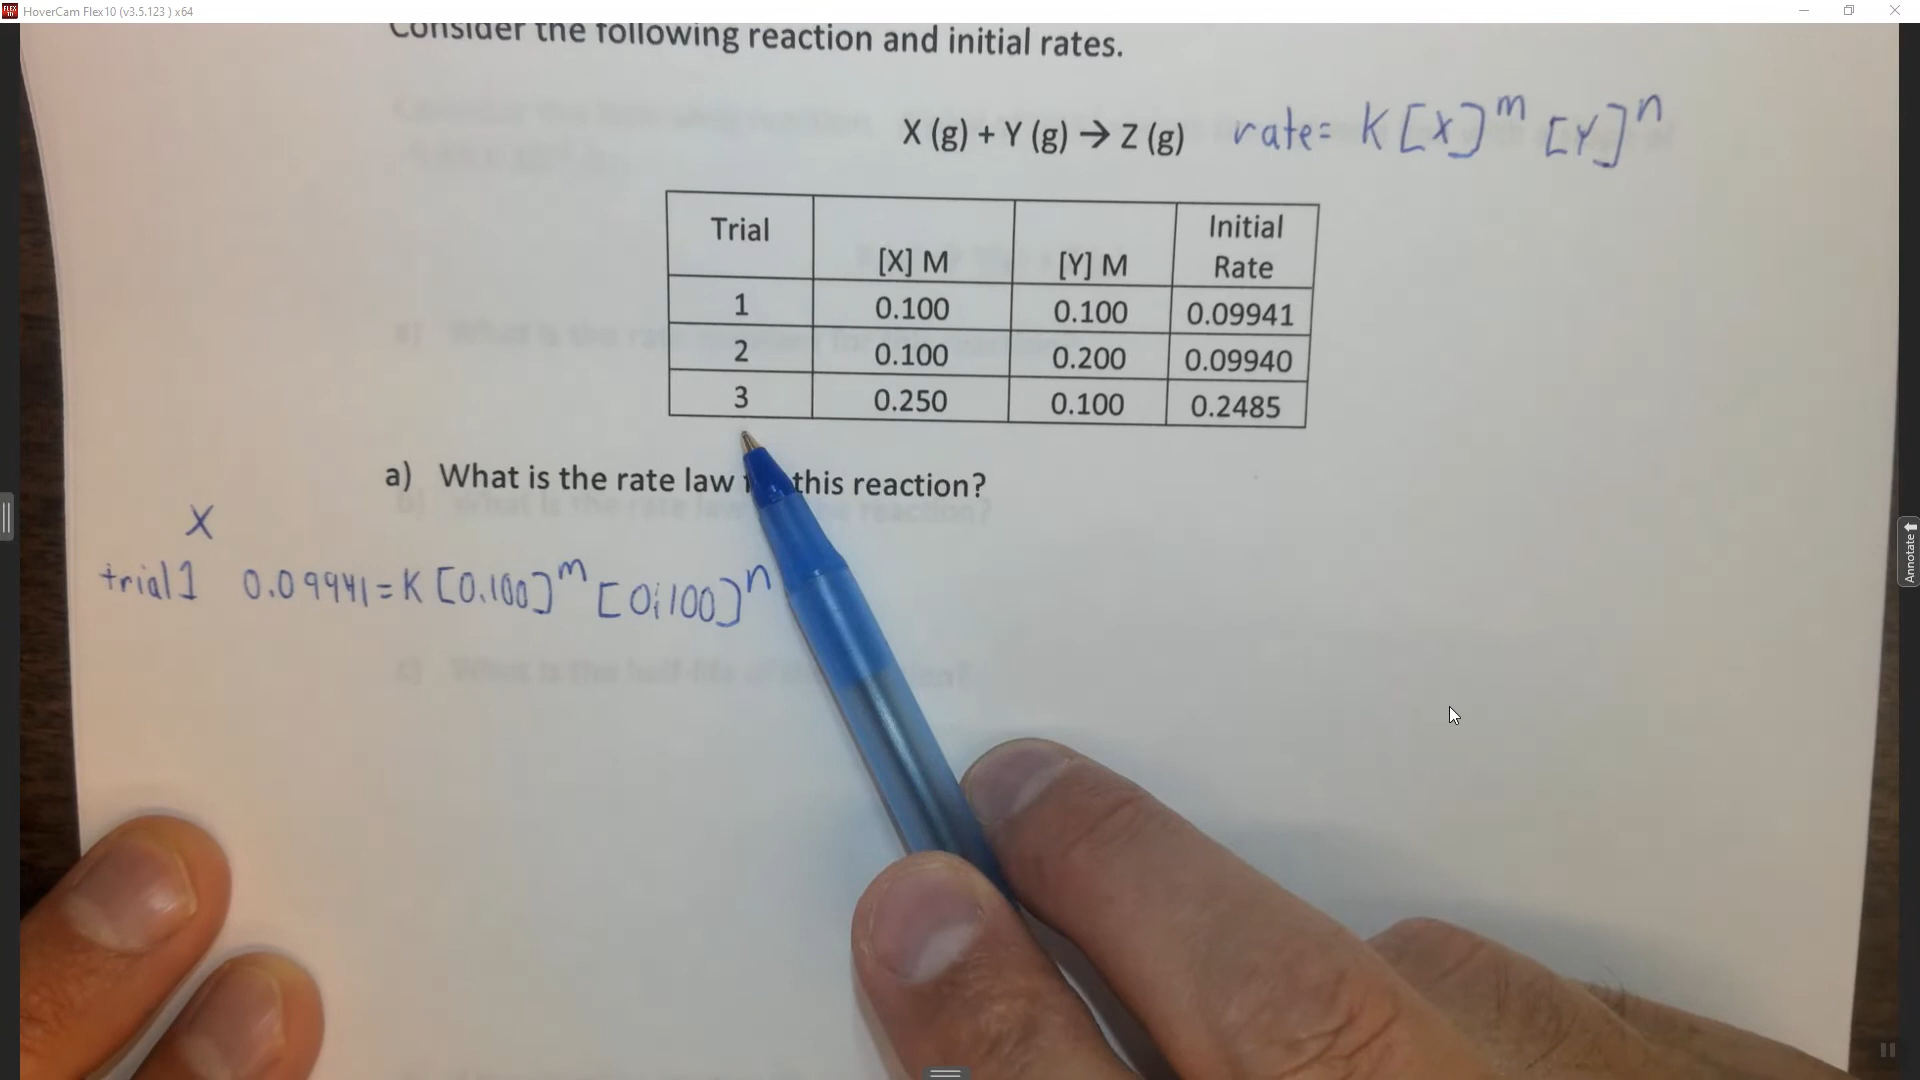 HoverCam Flex10 (v3.5.123 ) x64
Consider the following reaction and initial rates.
X (g) + Y (g) → Z (g) rate= K [X]^m [Y]^n
Trial [X] M [Y] M Initial Rate
1 0.100 0.100 0.09941
2 0.100 0.200 0.09940
3 0.250 0.100 0.2485
a) What is the rate law this reaction?
X
trial 1 0.09941 = K [0.100]^m [0.100]^n
Annotate